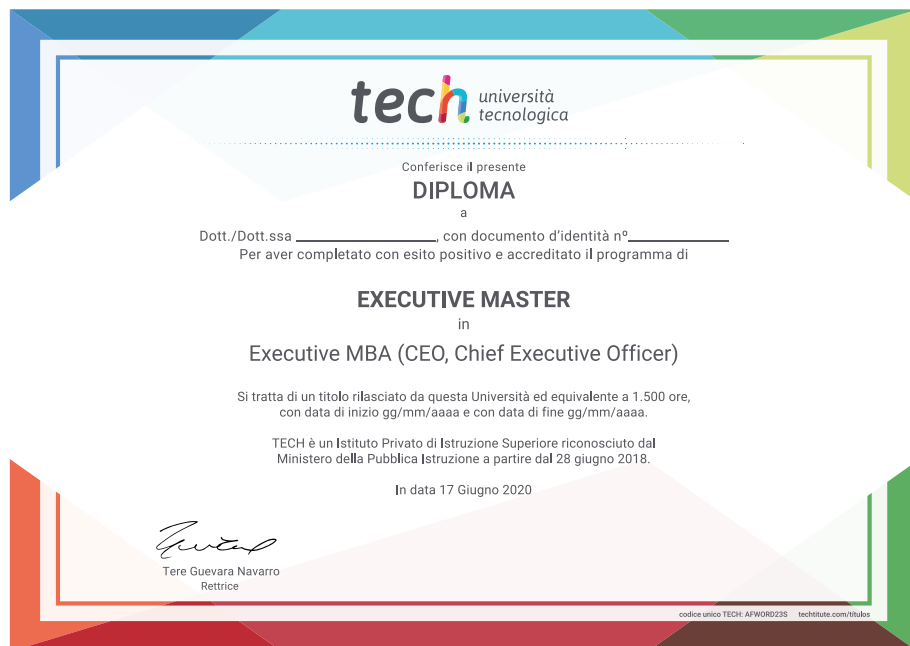 tech università
tecnologica
Conferisce il presente
DIPLOMA
a
Dott./Dott.ssa ____________, con documento d'identità nº_________
Per aver completato con esito positivo e accreditato il programma di
EXECUTIVE MASTER
in
Executive MBA (CEO, Chief Executive Officer)
Si tratta di un titolo rilasciato da questa Università ed equivalente a 1.500 ore,
con data di inizio gg/mm/aaaa e con data di fine gg/mm/aaaa.
TECH è un Istituto Privato di Istruzione Superiore riconosciuto dal
Ministero della Pubblica Istruzione a partire dal 28 giugno 2018.
In data 17 Giugno 2020
Tere Guevara Navarro
Rettrice
codice unico TECH: AFWORD23S techtitute.com/títulos